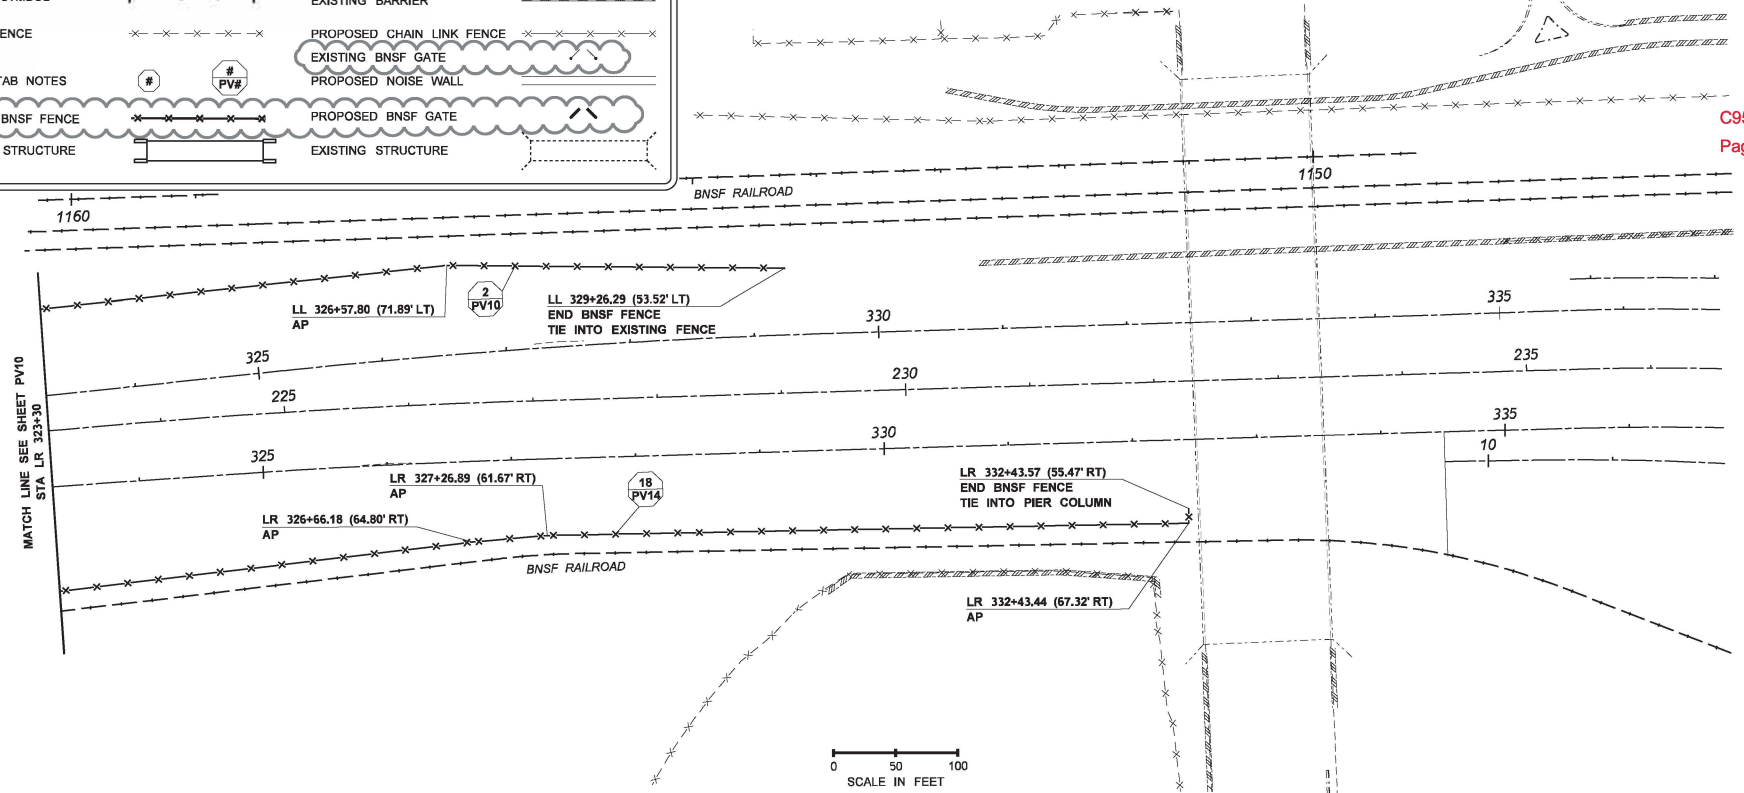 EXISTING BARRIER
ENCE
PROPOSED CHAIN LINK FENCE
EXISTING BNSF GATE
TAB NOTES
#
#
PV#
PROPOSED NOISE WALL
BNSF FENCE
PROPOSED BNSF GATE
STRUCTURE
EXISTING STRUCTURE
C95
Pag
1160
BNSF RAILROAD
1150
LL 326+57.80 (71.89' LT)
AP
2
PV10
LL 329+26.29 (53.52' LT)
END BNSF FENCE
TIE INTO EXISTING FENCE
325
330
335
225
230
235
325
330
335
10
MATCH LINE SEE SHEET PV10
STA LR 323+30
LR 327+26.89 (61.67' RT)
AP
18
PV14
LR 326+66.18 (64.80' RT)
AP
LR 332+43.57 (55.47' RT)
END BNSF FENCE
TIE INTO PIER COLUMN
BNSF RAILROAD
LR 332+43.44 (67.32' RT)
AP
0 50 100
SCALE IN FEET